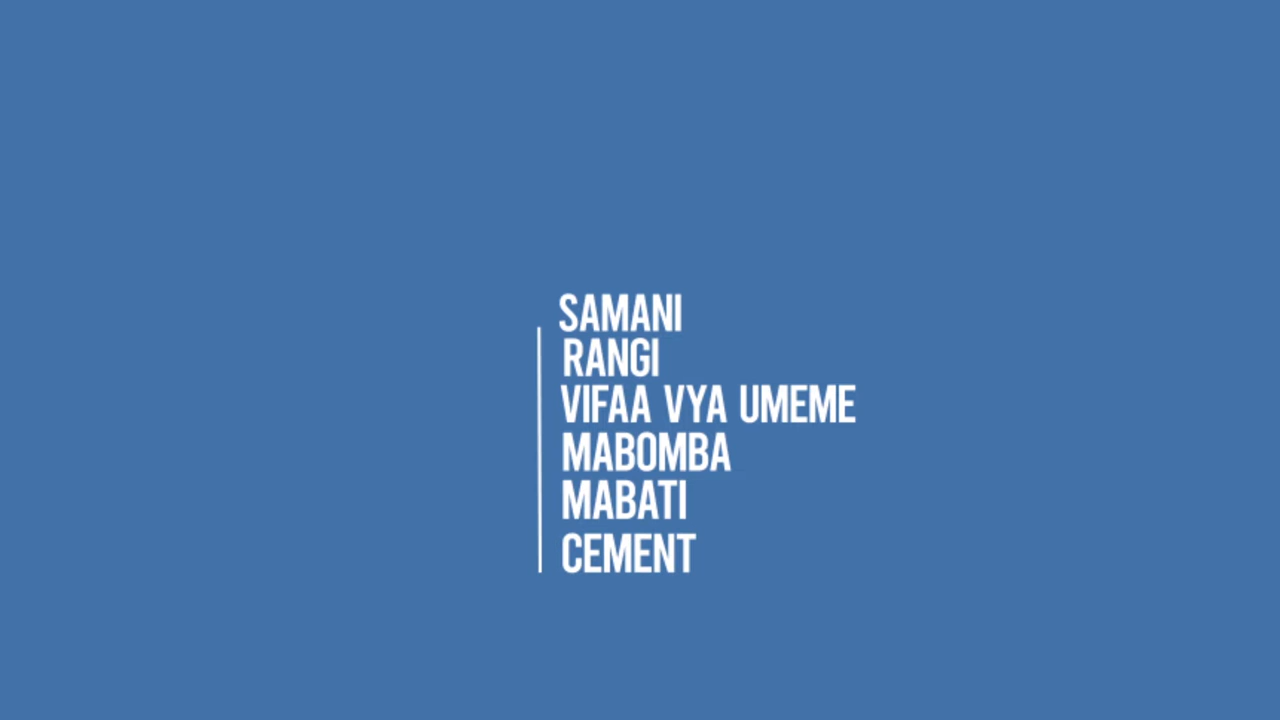 SAMANI
RANGI
VIFAA VYA UMEME
MABOMBA
MABATI
CEMENT